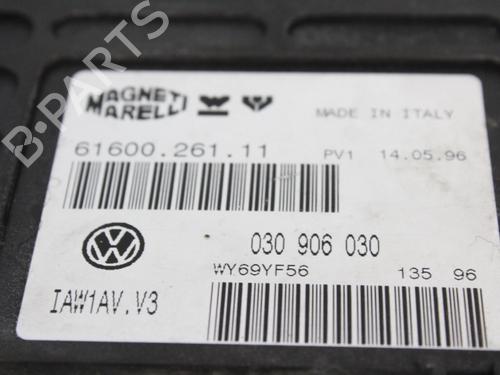 B-PARTS
MAGNETI MARELLI
MADE IN ITALY
61600.261.11 PV1 14.05.96
030 906 030
WY69YF56 135 96
IAW1AV.V3